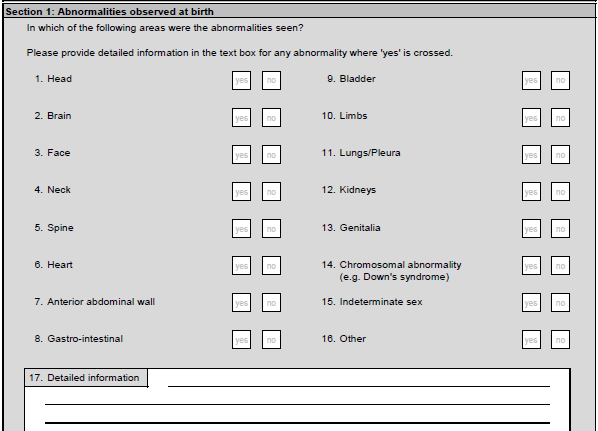 Section 1: Abnormalities observed at birth
In which of the following areas were the abnormalities seen?
Please provide detailed information in the text box for any abnormality where 'yes' is crossed.
1. Head yes no
2. Brain yes no
3. Face yes no
4. Neck yes no
5. Spine yes no
6. Heart yes no
7. Anterior abdominal wall yes no
8. Gastro-intestinal yes no
9. Bladder yes no
10. Limbs yes no
11. Lungs/Pleura yes no
12. Kidneys yes no
13. Genitalia yes no
14. Chromosomal abnormality yes no
(e.g. Down's syndrome)
15. Indeterminate sex yes no
16. Other yes no
17. Detailed information